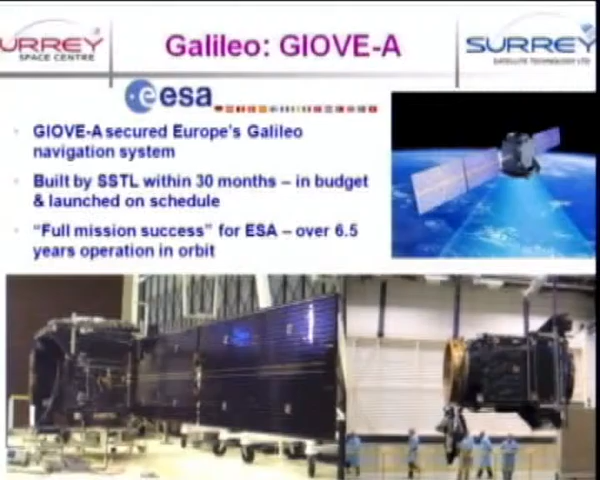 URREY
SPACE CENTRE
Galileo: GIOVE-A
SURREY
SATELLITE TECHNOLOGY LTD
esa
GIOVE-A secured Europe's Galileo
navigation system
Built by SSTL within 30 months – in budget
& launched on schedule
“Full mission success” for ESA – over 6.5
years operation in orbit